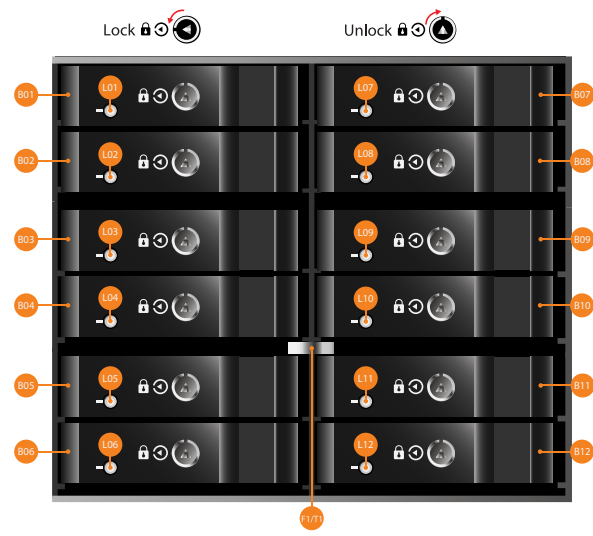 Lock Unlock
L01 L07
B01 B07
L02 L08
B02 B08
L03 L09
B03 B09
L04 L10
B04 B10
L05 L11
B05 B11
L06 L12
B06 B12
F1/T1